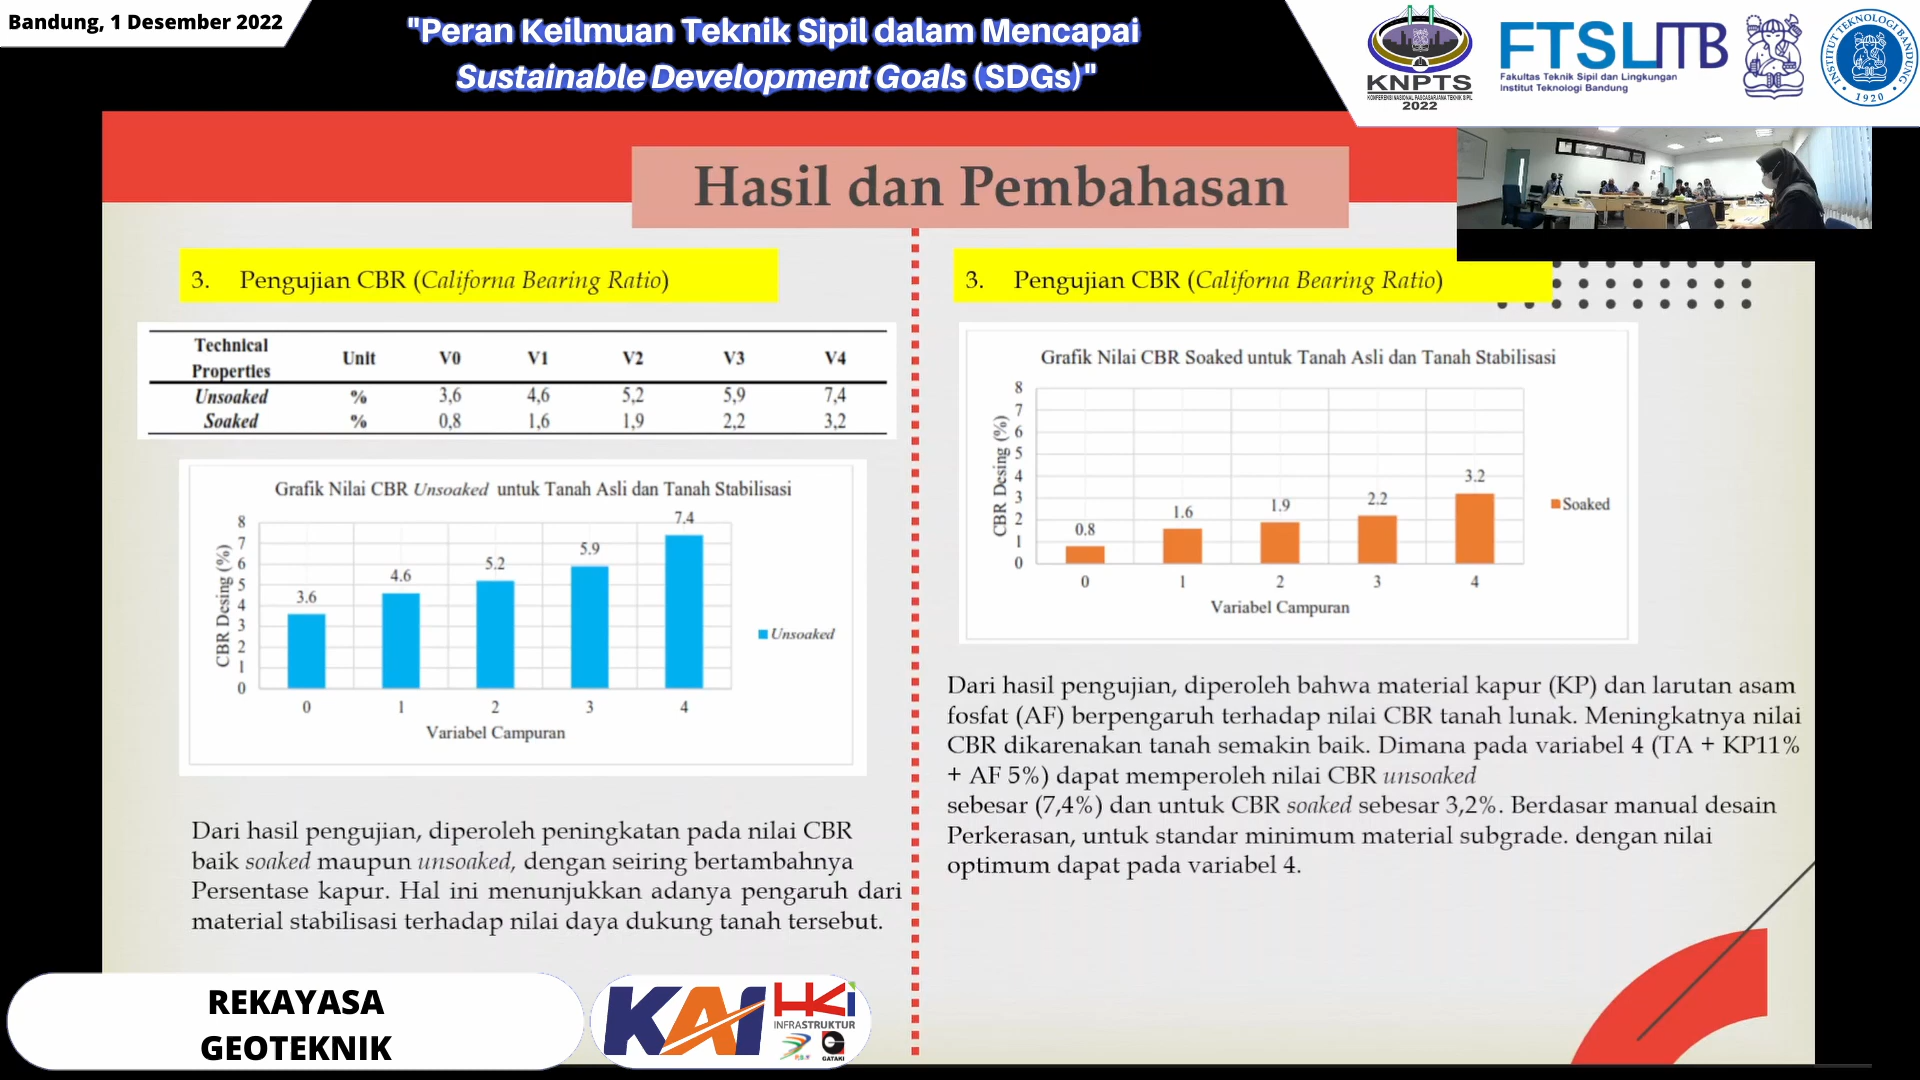 Bandung, 1 Desember 2022
"Peran Keilmuan Teknik Sipil dalam Mencapai
Sustainable Development Goals (SDGs)"
KNPTS
KONFERENSI NASIONAL PASCASARJANA TEKNIK SIPIL
2022
FTSL ITB
Fakultas Teknik Sipil dan Lingkungan
Institut Teknologi Bandung
INSTITUT TEKNOLOGI BANDUNG
1920
Hasil dan Pembahasan
3. Pengujian CBR (Californa Bearing Ratio)
Technical Properties Unit V0 V1 V2 V3 V4
Unsoaked % 3,6 4,6 5,2 5,9 7,4
Soaked % 0,8 1,6 1,9 2,2 3,2
Grafik Nilai CBR Unsoaked untuk Tanah Asli dan Tanah Stabilisasi
CBR Desing (%)
8
7
6
5
4
3
2
1
0
3.6
4.6
5.2
5.9
7.4
0 1 2 3 4
Variabel Campuran
Unsoaked
Dari hasil pengujian, diperoleh peningkatan pada nilai CBR
baik soaked maupun unsoaked, dengan seiring bertambahnya
Persentase kapur. Hal ini menunjukkan adanya pengaruh dari
material stabilisasi terhadap nilai daya dukung tanah tersebut.
3. Pengujian CBR (Californa Bearing Ratio)
Grafik Nilai CBR Soaked untuk Tanah Asli dan Tanah Stabilisasi
CBR Desing (%)
8
7
6
5
4
3
2
1
0
0.8
1.6
1.9
2.2
3.2
0 1 2 3 4
Variabel Campuran
Soaked
Dari hasil pengujian, diperoleh bahwa material kapur (KP) dan larutan asam
fosfat (AF) berpengaruh terhadap nilai CBR tanah lunak. Meningkatnya nilai
CBR dikarenakan tanah semakin baik. Dimana pada variabel 4 (TA + KP11%
+ AF 5%) dapat memperoleh nilai CBR unsoaked
sebesar (7,4%) dan untuk CBR soaked sebesar 3,2%. Berdasar manual desain
Perkerasan, untuk standar minimum material subgrade. dengan nilai
optimum dapat pada variabel 4.
REKAYASA
GEOTEKNIK
KAI
HKI
INFRASTRUKTUR
GATAKI